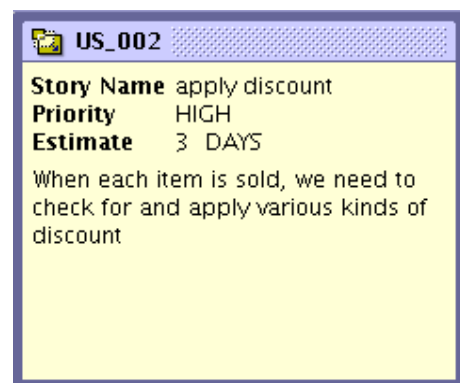 US_002
Story Name apply discount
Priority HIGH
Estimate 3 DAYS
When each item is sold, we need to
check for and apply various kinds of
discount